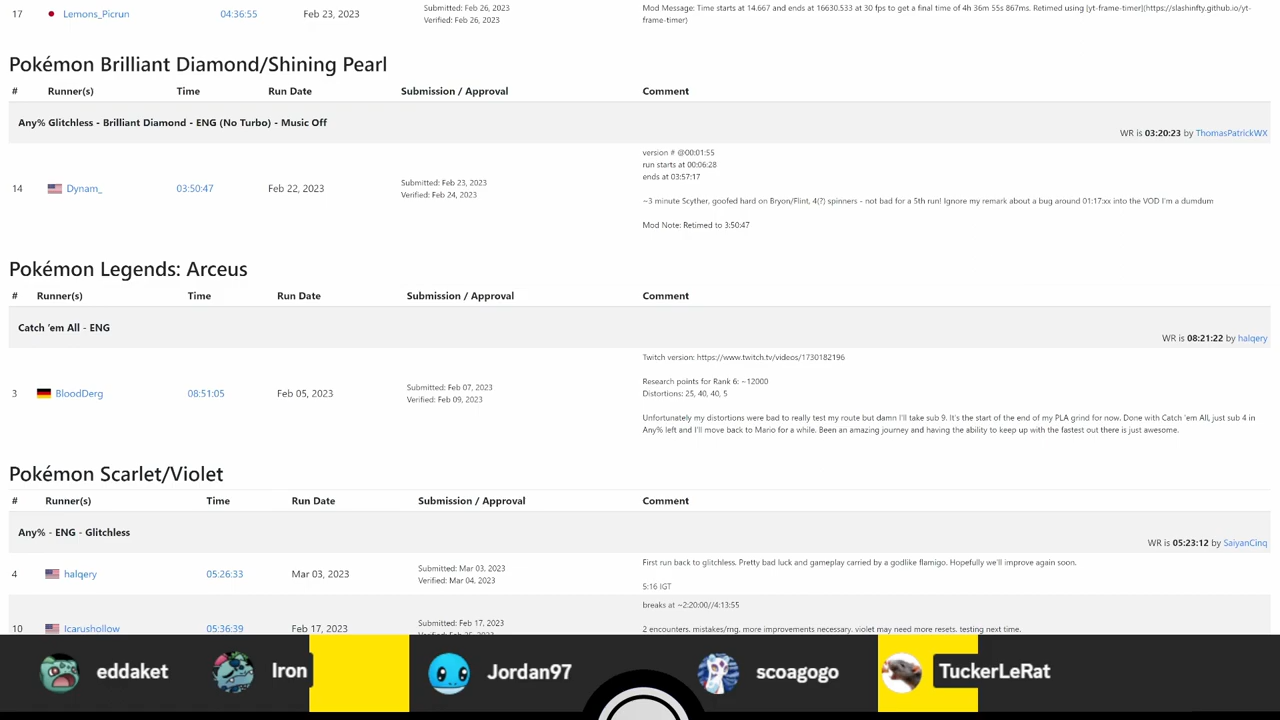 17 Lemons_Picrun 04:36:55 Feb 23, 2023 Submitted: Feb 26, 2023 Verified: Feb 26, 2023
Mod Message: Time starts at 14.667 and ends at 16630.533 at 30 fps to get a final time of 4h 36m 55s 867ms. Retimed using [yt-frame-timer](https://slashinfty.github.io/yt-
frame-timer)
Pokémon Brilliant Diamond/Shining Pearl
# Runner(s) Time Run Date Submission / Approval Comment
Any% Glitchless - Brilliant Diamond - ENG (No Turbo) - Music Off
WR is 03:20:23 by ThomasPatrickWX
14 Dynam_ 03:50:47 Feb 22, 2023
Submitted: Feb 23, 2023
Verified: Feb 24, 2023
version # @00:01:55
run starts at 00:06:28
ends at 03:57:17
~3 minute Scyther, goofed hard on Bryon/Flint, 4(?) spinners - not bad for a 5th run! Ignore my remark about a bug around 01:17:xx into the VOD I'm a dumdum
Mod Note: Retimed to 3:50:47
Pokémon Legends: Arceus
# Runner(s) Time Run Date Submission / Approval Comment
Catch 'em All - ENG
WR is 08:21:22 by halqery
3 BloodDerg 08:51:05 Feb 05, 2023
Submitted: Feb 07, 2023
Verified: Feb 09, 2023
Twitch version: https://www.twitch.tv/videos/1730182196
Research points for Rank 6: ~12000
Distortions: 25, 40, 40, 5
Unfortunately my distortions were bad to really test my route but damn I'll take sub 9. It's the start of the end of my PLA grind for now. Done with Catch 'em All, just sub 4 in
Any% left and I'll move back to Mario for a while. Been an amazing journey and having the ability to keep up with the fastest out there is just awesome.
Pokémon Scarlet/Violet
# Runner(s) Time Run Date Submission / Approval Comment
Any% - ENG - Glitchless
WR is 05:23:12 by SaiyanCinq
4 halqery 05:26:33 Mar 03, 2023
Submitted: Mar 03, 2023
Verified: Mar 04, 2023
First run back to glitchless. Pretty bad luck and gameplay carried by a godlike flamigo. Hopefully we'll improve again soon.
5:16 IGT
10 Icarushollow 05:36:39 Feb 17, 2023
Submitted: Feb 17, 2023
breaks at ~2:20:00//4:13:55
2 encounters. mistakes/rng. more improvements necessary. violet may need more resets. testing next time.
eddaket Iron Jordan97 scoagogo TuckerLeRat